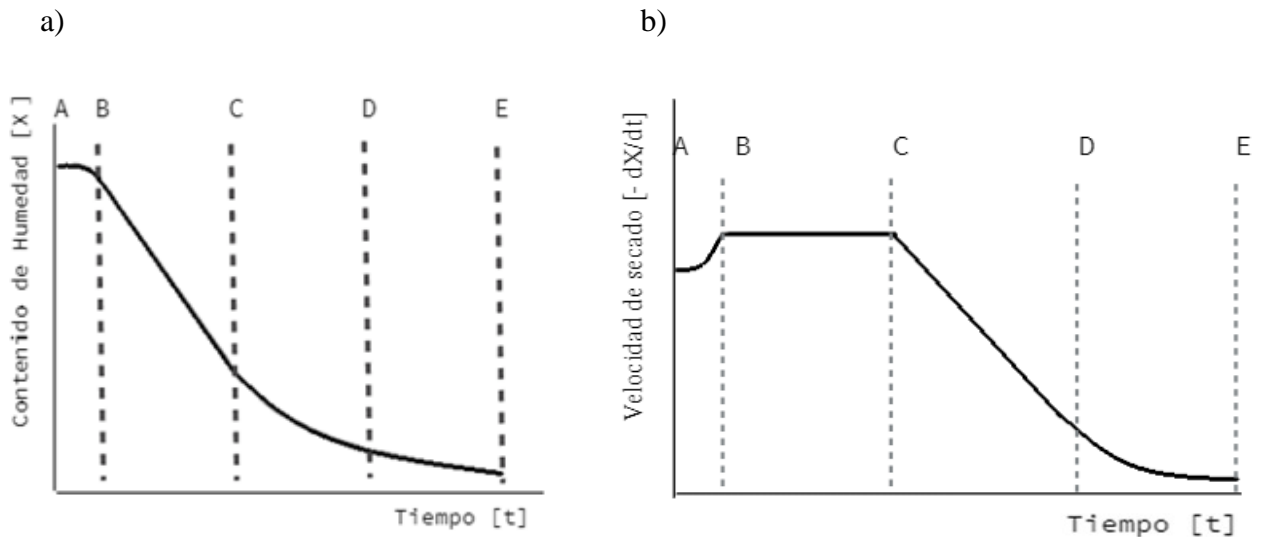 a)
A B C D E
Contenido de Humedad [X]
Tiempo [t]
b)
A B C D E
Velocidad de secado [- dX/dt]
Tiempo [t]